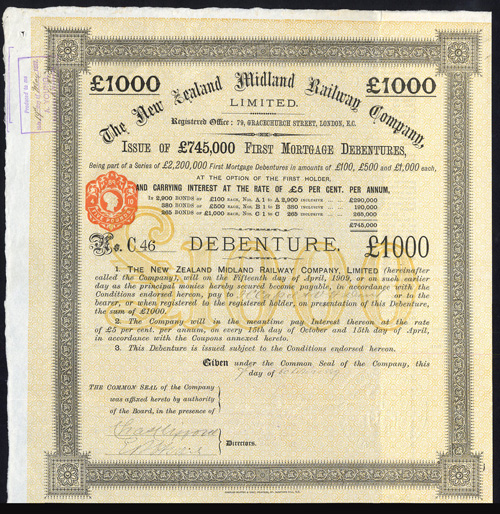 £1000 £1000
The New Zealand Midland Railway Company,
LIMITED.
Registered Office: 79, GRACECHURCH STREET, LONDON, E.C.
ISSUE OF £745,000 FIRST MORTGAGE DEBENTURES,
Being part of a Series of £2,200,000 First Mortgage Debentures in amounts of £100, £500 and £1,000 each,
AT THE OPTION OF THE FIRST HOLDER,
AND CARRYING INTEREST AT THE RATE OF £5 PER CENT. PER ANNUM,
In 2,900 BONDS OF £100 EACH, Nos. A 1 to A 2,900 INCLUSIVE £290,000
380 BONDS OF £500 EACH, Nos. B 1 to B 380 INCLUSIVE 190,000
265 BONDS OF £1,000 EACH, Nos. C 1 to C 265 INCLUSIVE 265,000
£745,000
No. C 46 DEBENTURE. £1000
1. THE NEW ZEALAND MIDLAND RAILWAY COMPANY, LIMITED (hereinafter
called the Company), will on the Fifteenth day of April, 1909, or on such earlier
day as the principal monies hereby secured become payable, in accordance with the
Conditions endorsed hereon, pay to or to the
bearer, or when registered to the registered holder, on presentation of this Debenture,
the sum of £1000.
2. The Company will in the meantime pay Interest thereon at the rate
of £5 per cent. per annum, on every 15th day of October and 15th day of April,
in accordance with the Coupons annexed hereto.
3. This Debenture is issued subject to the Conditions endorsed hereon.
Given under the Common Seal of the Company, this
7th day of
THE COMMON SEAL of the Company
was affixed hereto by authority
of the Board, in the presence of
Directors.